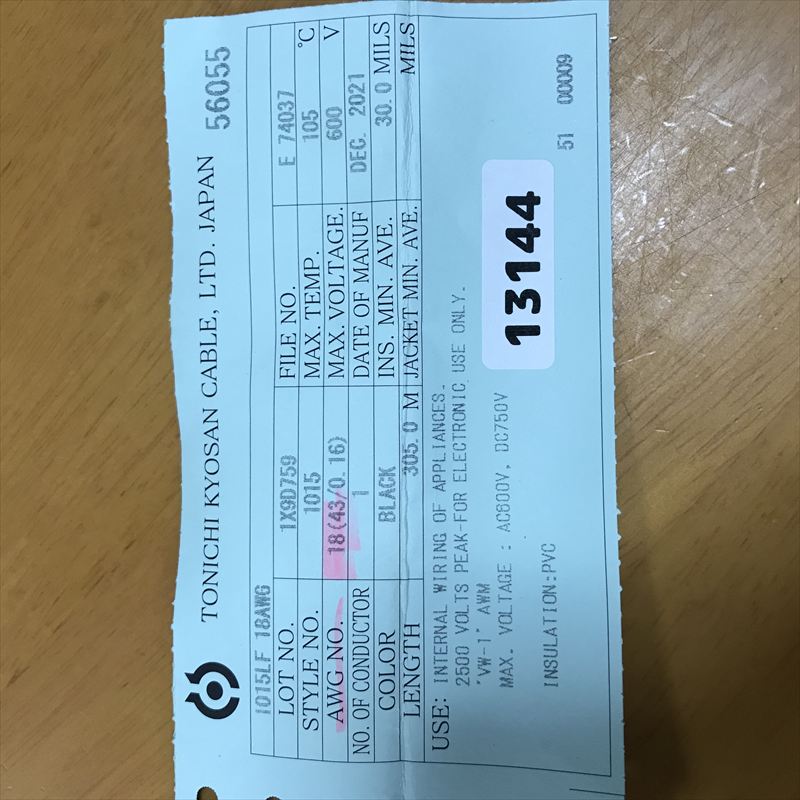 TONICHI KYOSAN CABLE, LTD. JAPAN 56055
1015LF 18AWG
LOT NO. 1X9D759 FILE NO. E 74037
STYLE NO. 1015 MAX. TEMP. 105 °C
AWG NO. 18(43/0.16) MAX. VOLTAGE. 600 V
NO. OF CONDUCTOR 1 DATE OF MANUF DEC. 2021
COLOR BLACK INS. MIN. AVE. 30.0 MILS
LENGTH 305.0 M JACKET MIN. AVE. MILS
USE: INTERNAL WIRING OF APPLIANCES.
2500 VOLTS PEAK-FOR ELECTRONIC USE ONLY.
"VW-1" AWM
MAX. VOLTAGE : AC600V, DC750V
13144
INSULATION:PVC
51 00009